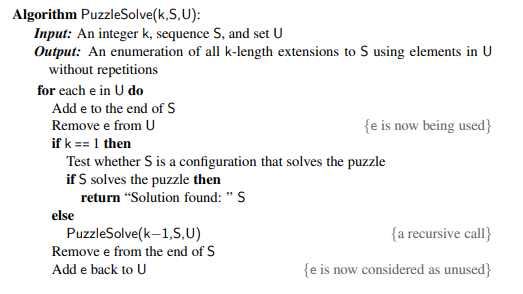 Algorithm PuzzleSolve(k,S,U):
Input: An integer k, sequence S, and set U
Output: An enumeration of all k-length extensions to S using elements in U
without repetitions
for each e in U do
Add e to the end of S
Remove e from U {e is now being used}
if k == 1 then
Test whether S is a configuration that solves the puzzle
if S solves the puzzle then
return “Solution found: ” S
else
PuzzleSolve(k−1,S,U) {a recursive call}
Remove e from the end of S
Add e back to U {e is now considered as unused}